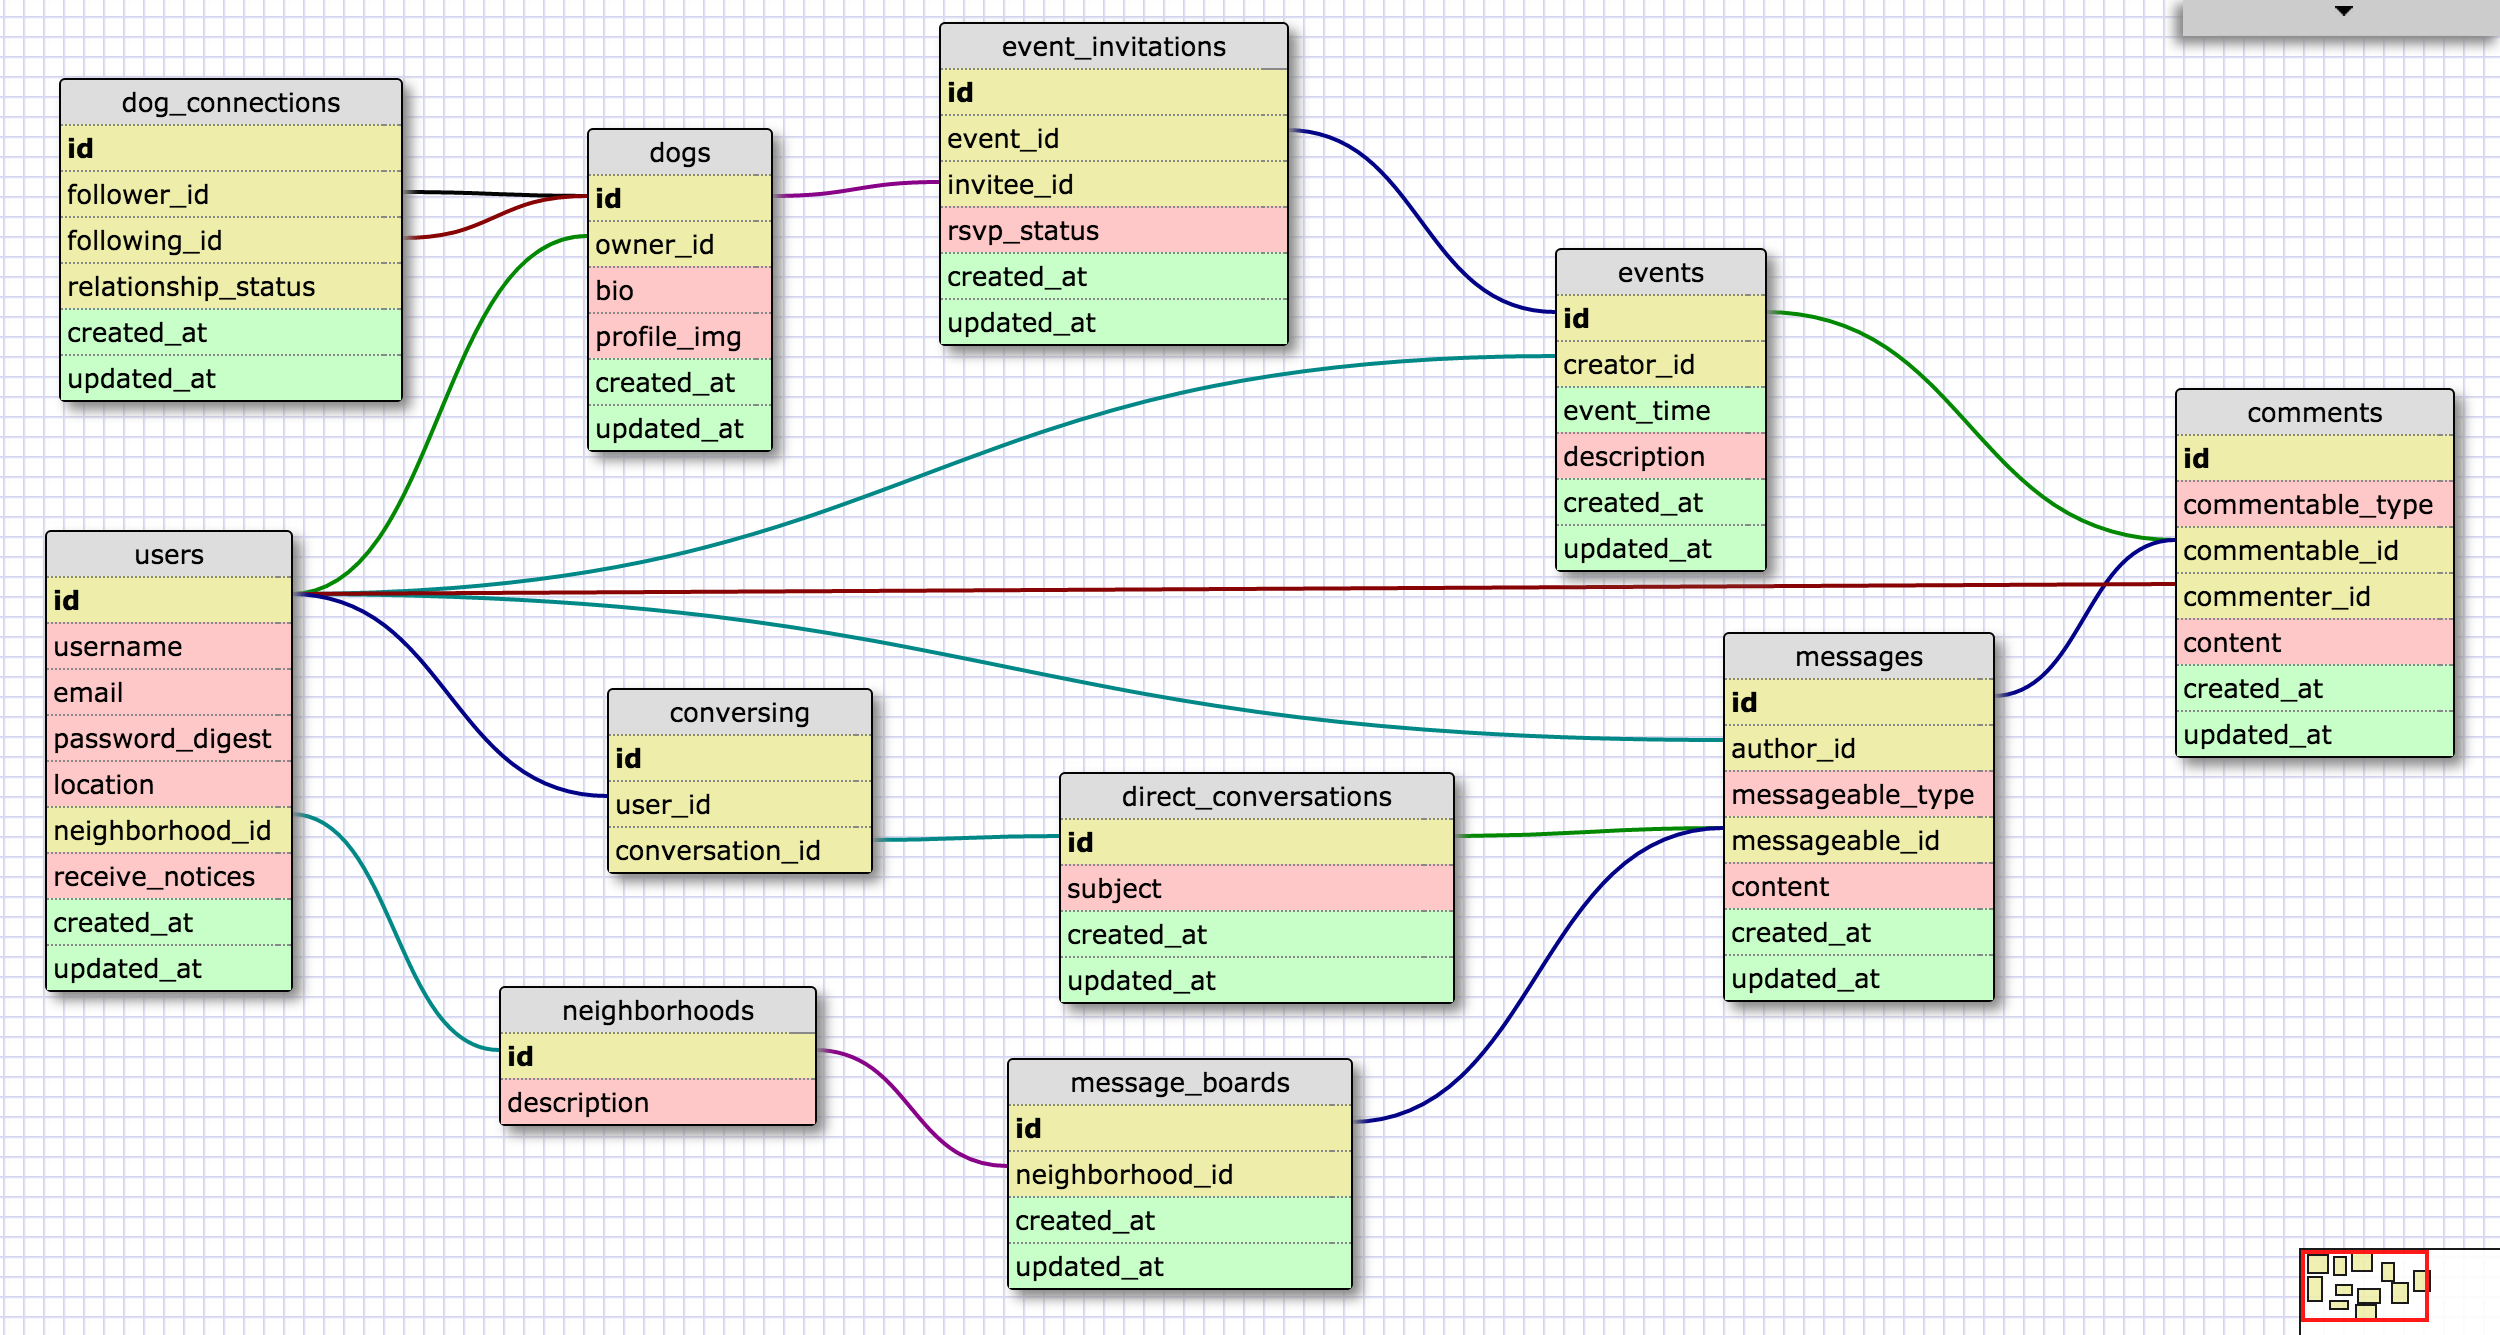 event_invitations
id
event_id
invitee_id
rsvp_status
created_at
updated_at
dog_connections
id
follower_id
following_id
relationship_status
created_at
updated_at
dogs
id
owner_id
bio
profile_img
created_at
updated_at
events
id
creator_id
event_time
description
created_at
updated_at
comments
id
commentable_type
commentable_id
commenter_id
content
created_at
updated_at
users
id
username
email
password_digest
location
neighborhood_id
receive_notices
created_at
updated_at
conversing
id
user_id
conversation_id
messages
id
author_id
messageable_type
messageable_id
content
created_at
updated_at
direct_conversations
id
subject
created_at
updated_at
neighborhoods
id
description
message_boards
id
neighborhood_id
created_at
updated_at